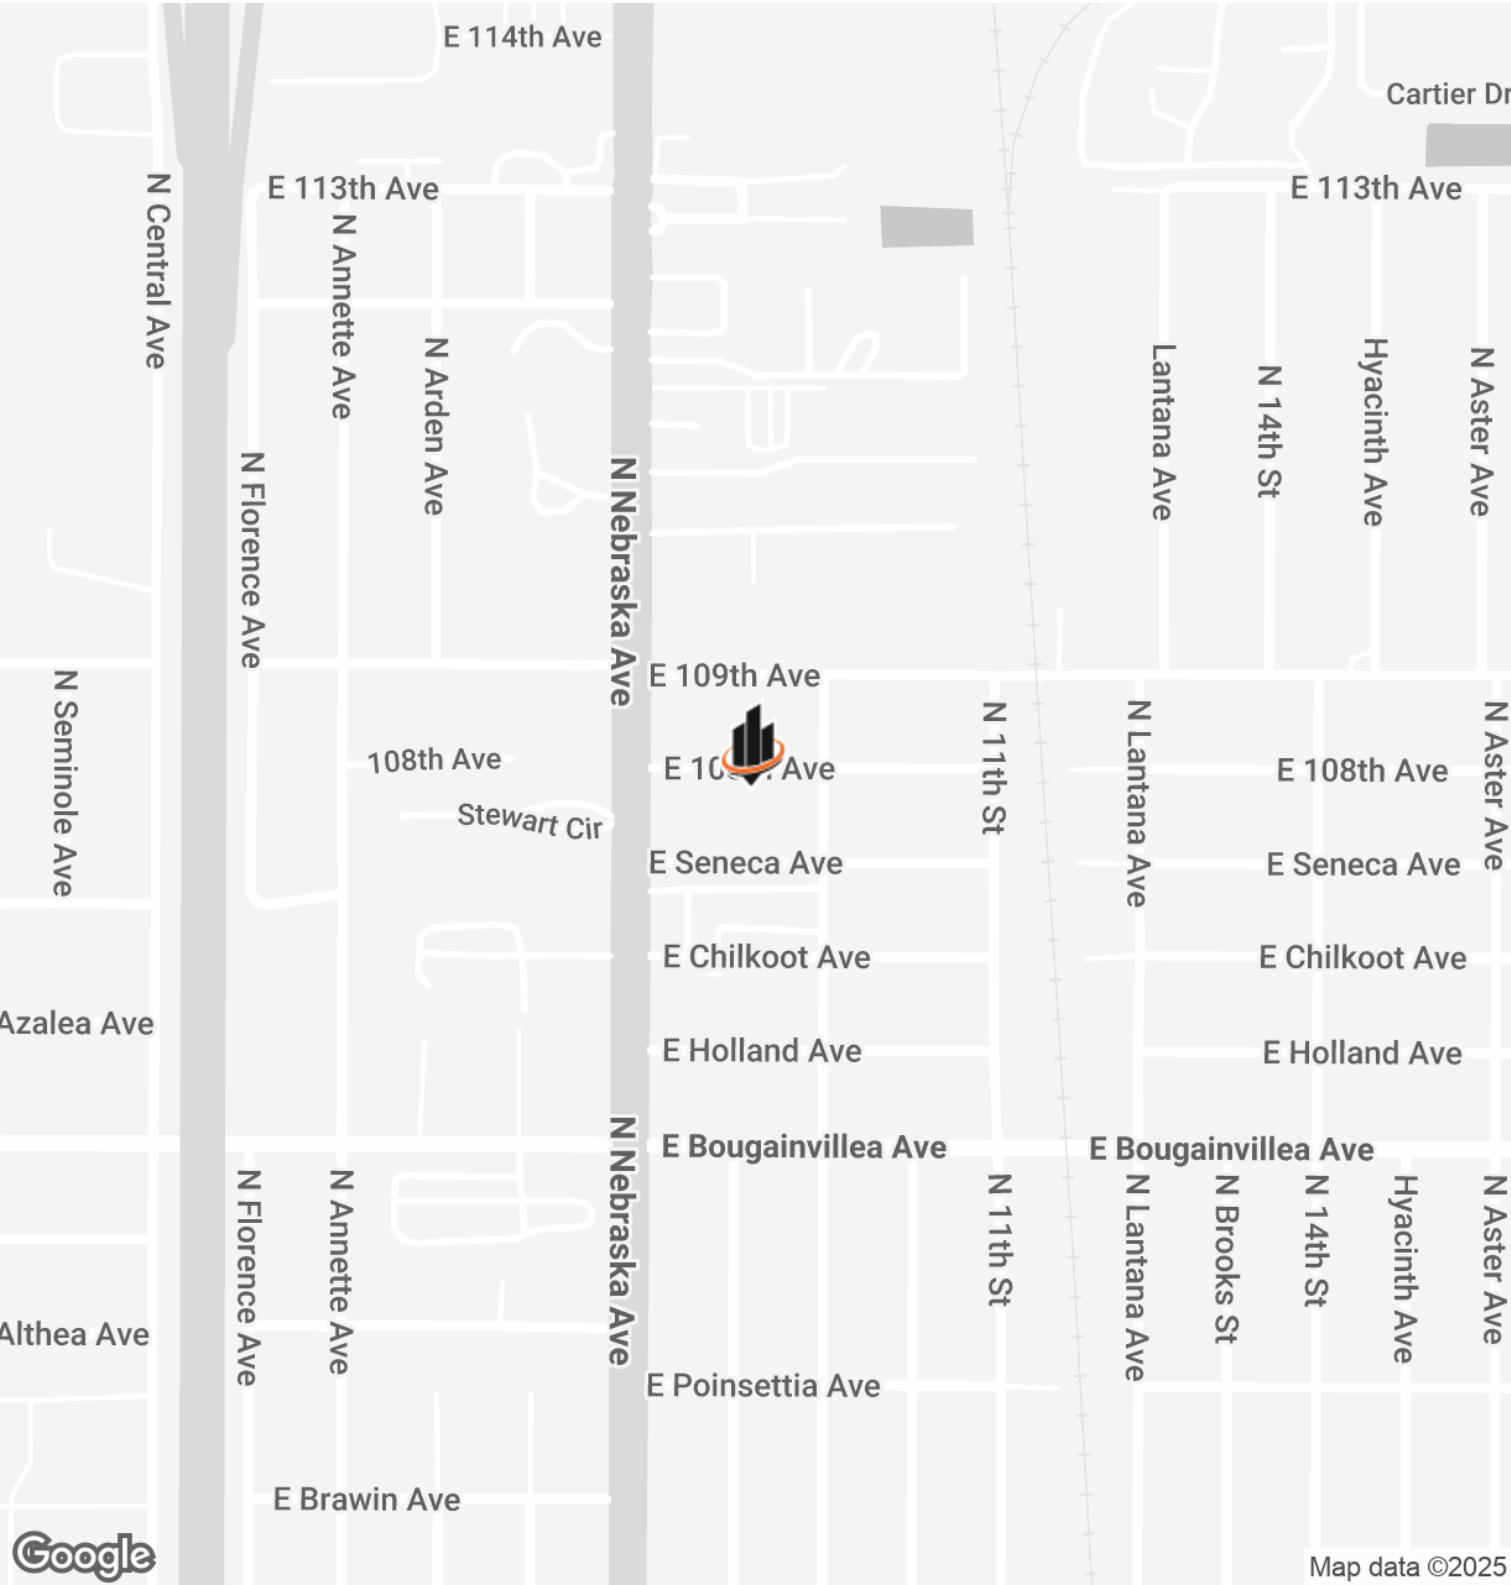 E 114th Ave
Cartier Dr
E 113th Ave
E 113th Ave
N Central Ave
N Annette Ave
N Arden Ave
Lantana Ave
N 14th St
Hyacinth Ave
N Aster Ave
N Florence Ave
N Nebraska Ave
E 109th Ave
N Seminole Ave
N 11th St
N Lantana Ave
N Aster Ave
108th Ave
E 10 Ave
E 108th Ave
Stewart Cir
E Seneca Ave
E Seneca Ave
E Chilkoot Ave
E Chilkoot Ave
Azalea Ave
E Holland Ave
E Holland Ave
N Nebraska Ave
E Bougainvillea Ave
E Bougainvillea Ave
N Florence Ave
N Annette Ave
N 11th St
N Lantana Ave
N Brooks St
N 14th St
Hyacinth Ave
N Aster Ave
Althea Ave
E Poinsettia Ave
E Brawin Ave
Google
Map data ©2025